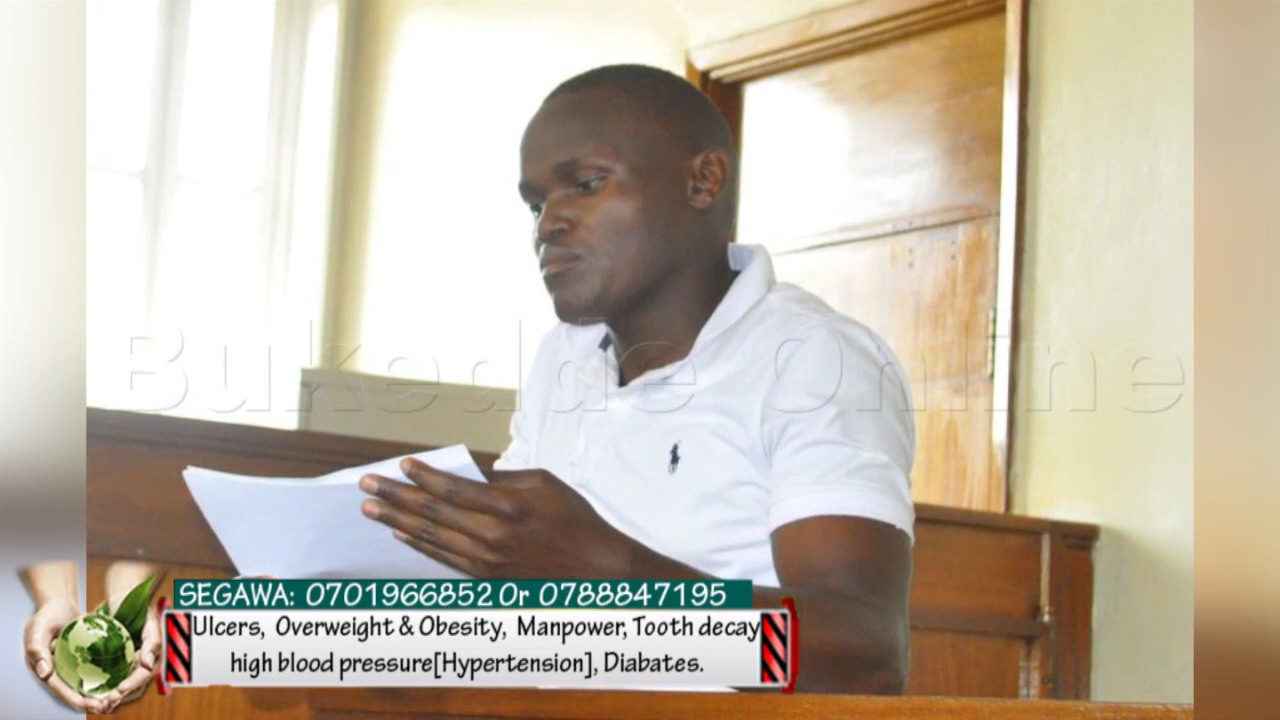 Bukedde Online
SEGAWA: 0701966852 Or 0788847195
Ulcers, Overweight & Obesity, Manpower, Tooth decay
high blood pressure[Hypertension], Diabates.